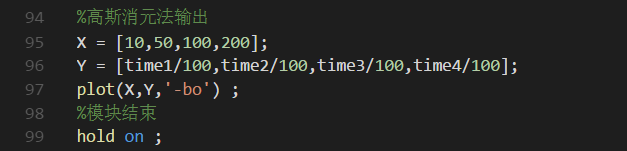 94 %高斯消元法输出
95 X = [10,50,100,200];
96 Y = [time1/100,time2/100,time3/100,time4/100];
97 plot(X,Y,'-bo') ;
98 %模块结束
99 hold on ;